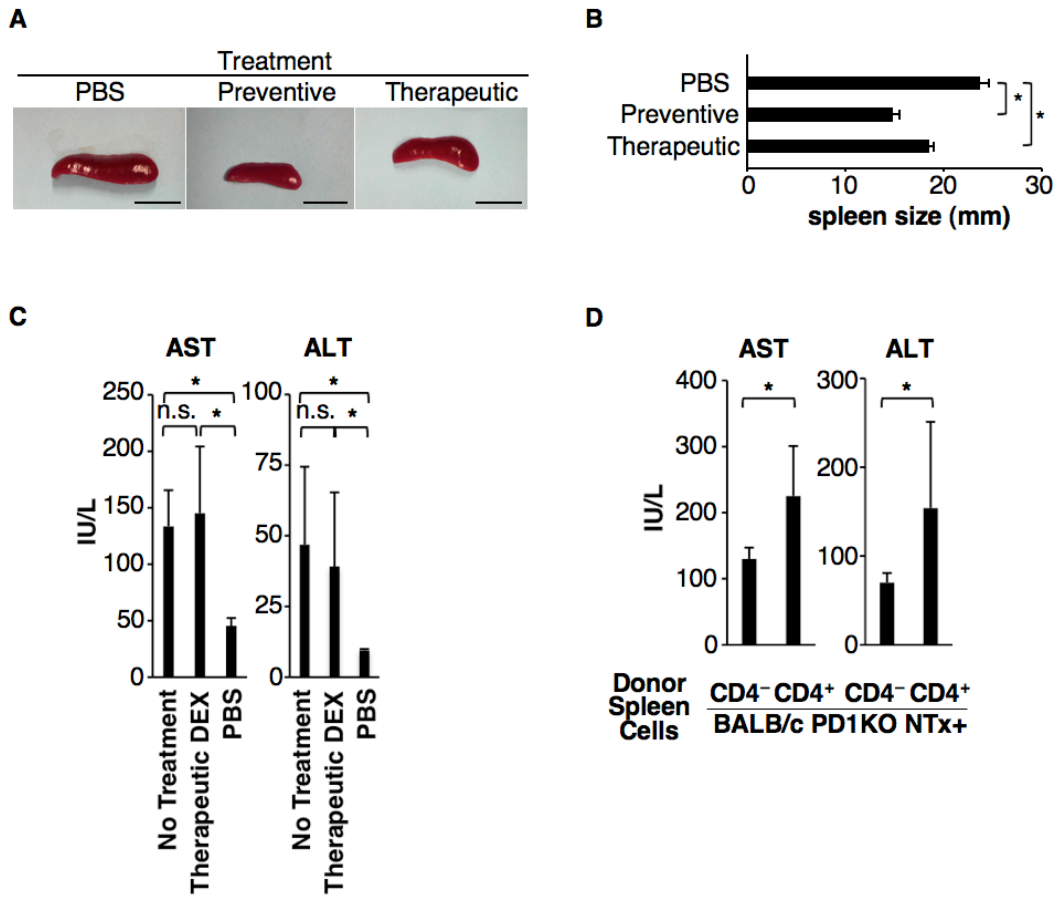 A
Treatment
PBS Preventive Therapeutic
B
PBS
Preventive
Therapeutic
* *
0 10 20 30
spleen size (mm)
C
AST ALT
250 200 150 100 50 0
IU/L
* n.s. *
100 75 50 25 0
* n.s. *
No Treatment
Therapeutic DEX
PBS
No Treatment
Therapeutic DEX
PBS
D
AST ALT
400 300 200 100 0
IU/L
*
300 200 100 0
*
Donor
Spleen
Cells
CD4⁻ CD4⁺ CD4⁻ CD4⁺
BALB/c PD1KO NTx+